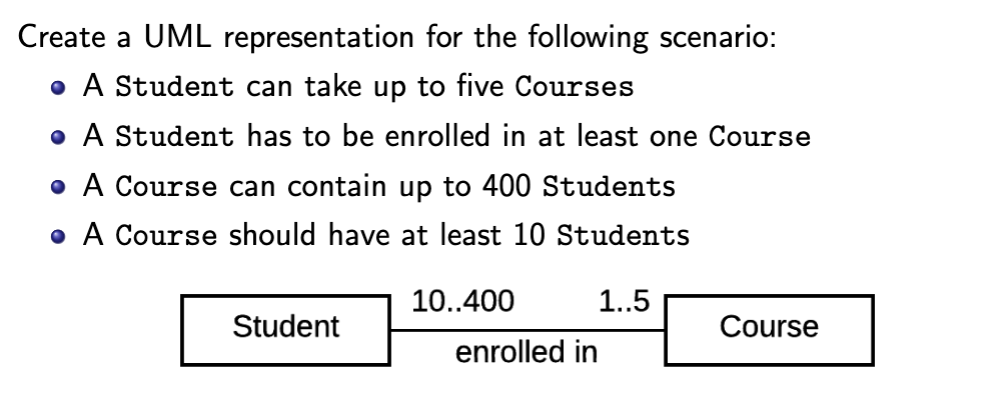 Create a UML representation for the following scenario:
A Student can take up to five Courses
A Student has to be enrolled in at least one Course
A Course can contain up to 400 Students
A Course should have at least 10 Students
10..400 1..5
Student Course
enrolled in